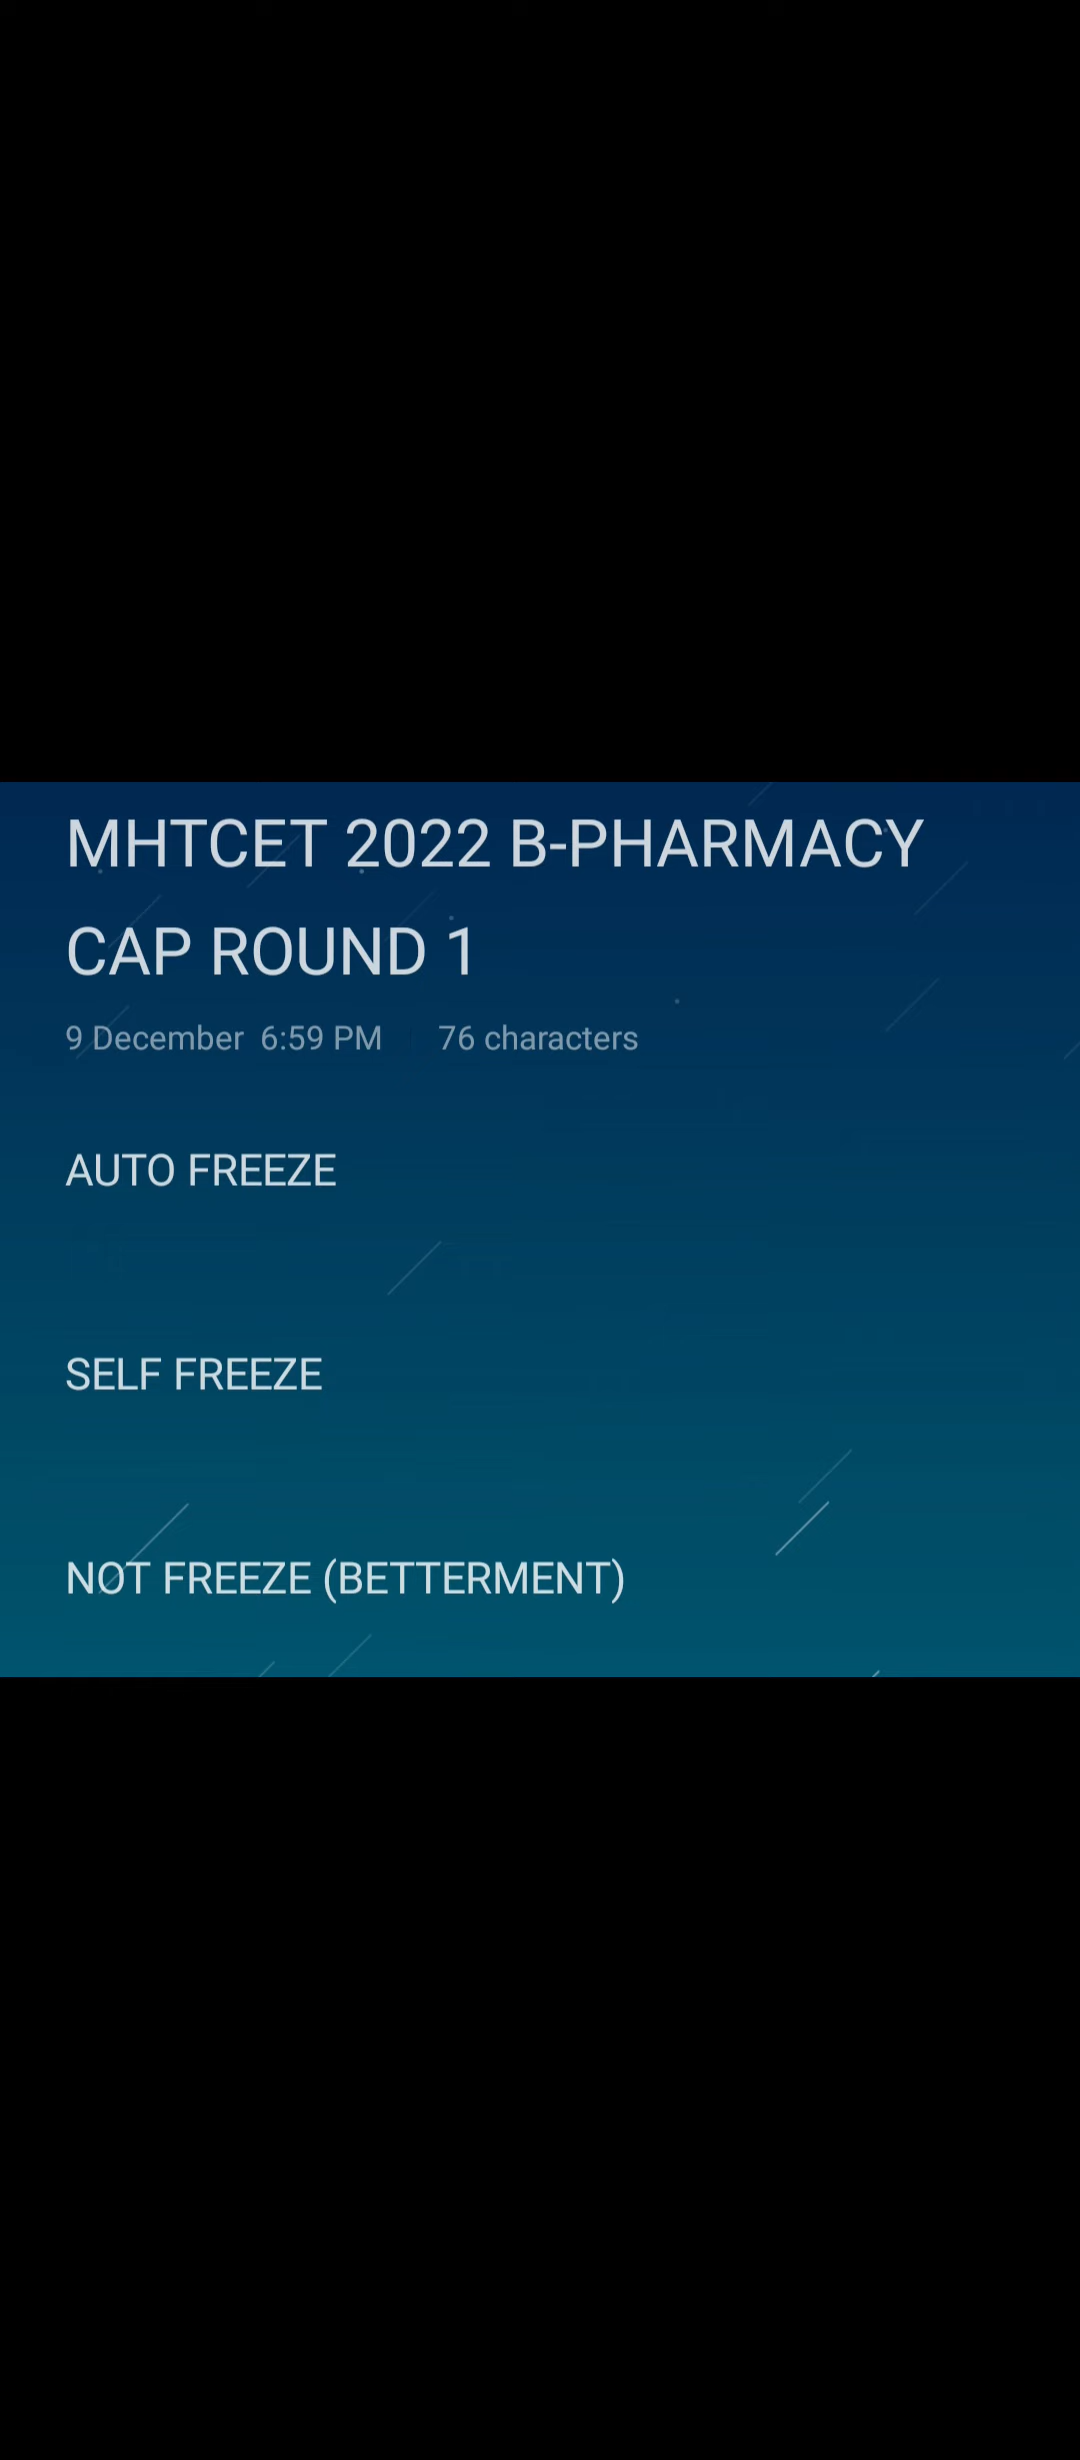 MHTCET 2022 B-PHARMACY
CAP ROUND 1
9 December 6:59 PM 76 characters
AUTO FREEZE
SELF FREEZE
NOT FREEZE (BETTERMENT)